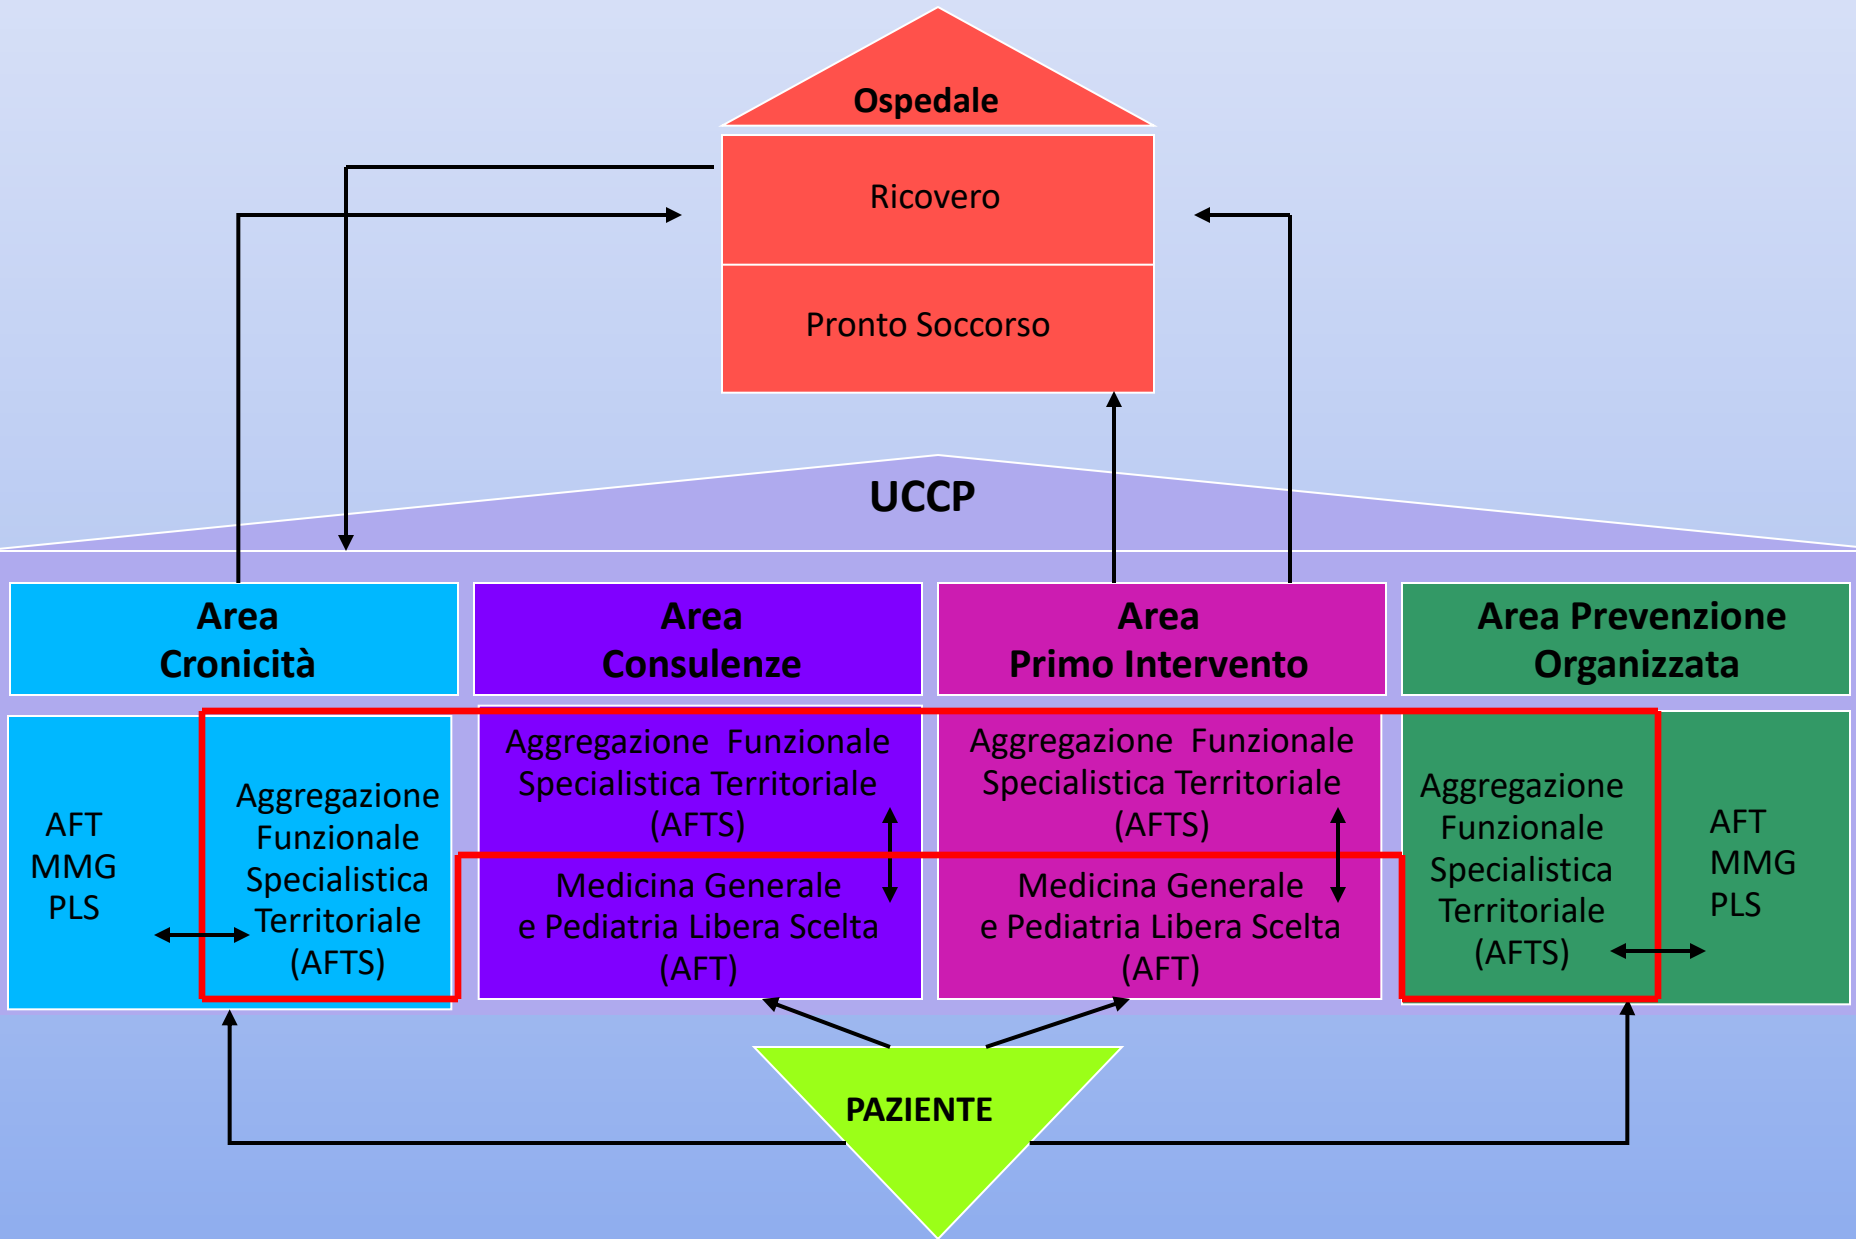 Ospedale
Ricovero
Pronto Soccorso
UCCP
Area
Cronicità
Area
Consulenze
Area
Primo Intervento
Area Prevenzione
Organizzata
AFT
MMG
PLS
Aggregazione
Funzionale
Specialistica
Territoriale
(AFTS)
Aggregazione Funzionale
Specialistica Territoriale
(AFTS)
Medicina Generale
e Pediatria Libera Scelta
(AFT)
Aggregazione Funzionale
Specialistica Territoriale
(AFTS)
Medicina Generale
e Pediatria Libera Scelta
(AFT)
Aggregazione
Funzionale
Specialistica
Territoriale
(AFTS)
AFT
MMG
PLS
PAZIENTE